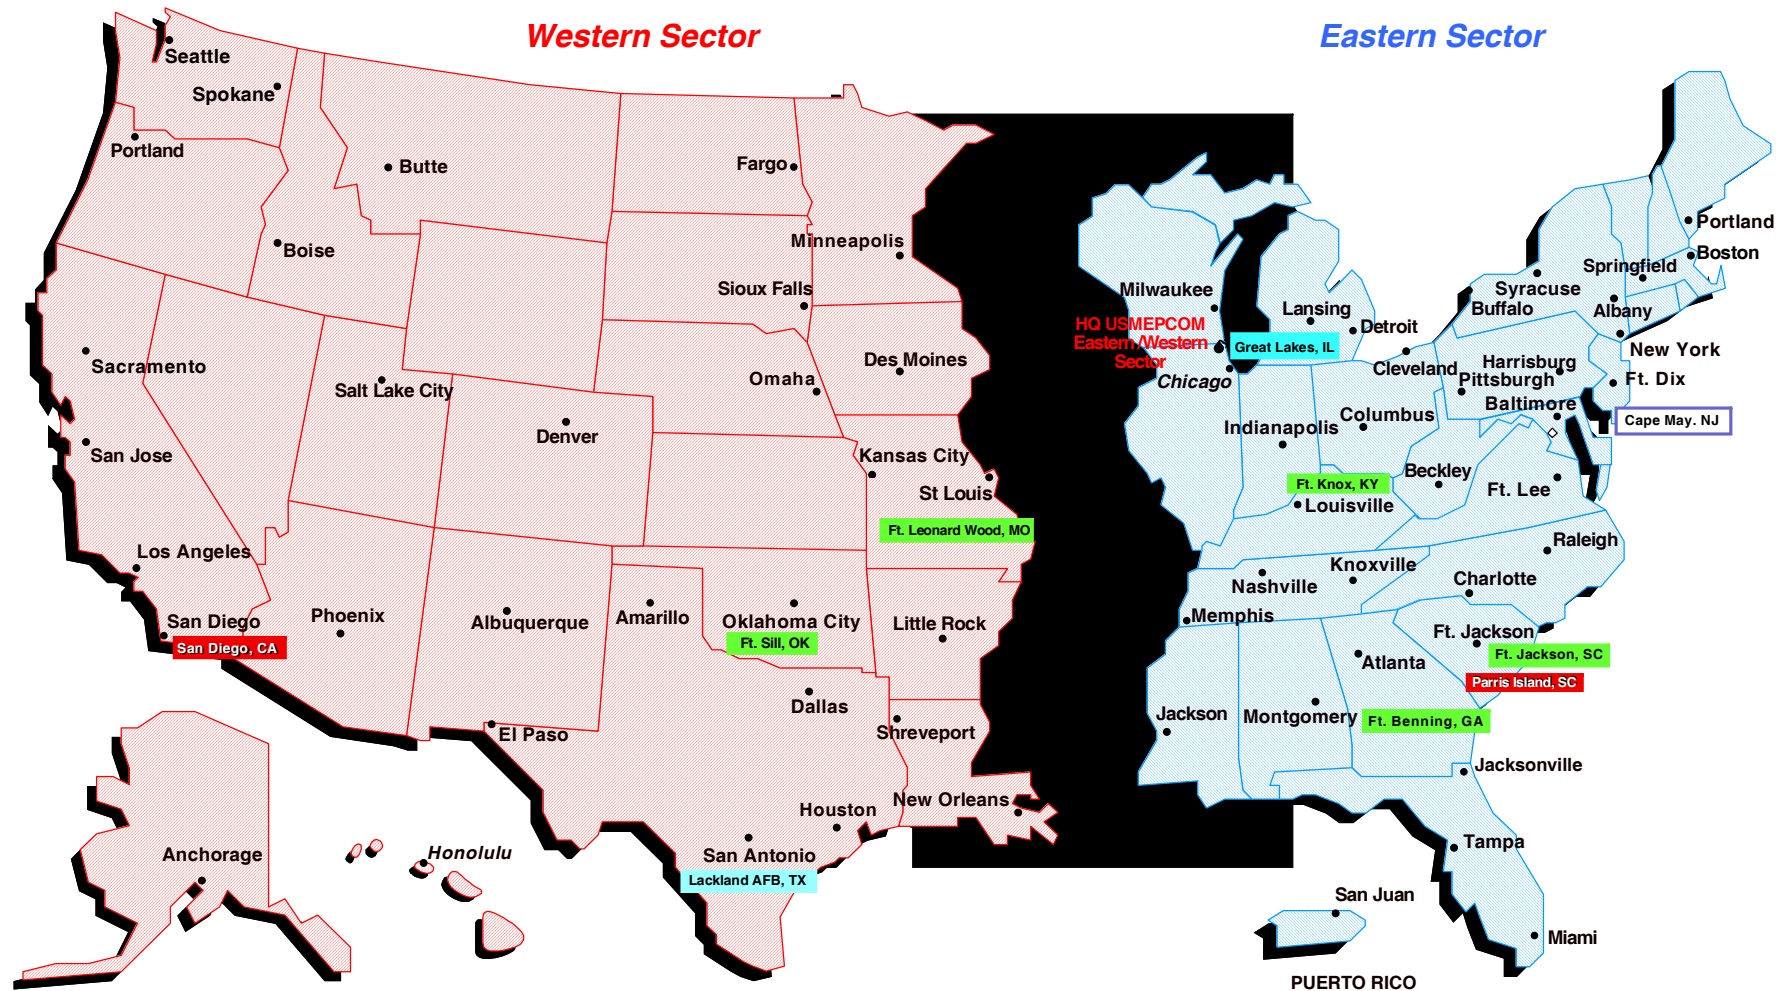 Western Sector
Eastern Sector
Seattle
Spokane
Portland
Butte
Fargo
Boise
Minneapolis
Sioux Falls
Sacramento
Salt Lake City
Des Moines
Omaha
Denver
San Jose
Kansas City
St Louis
Ft. Leonard Wood, MO
Los Angeles
San Diego
San Diego, CA
Phoenix
Albuquerque
Amarillo
Oklahoma City
Ft. Sill, OK
Little Rock
Dallas
El Paso
Shreveport
New Orleans
Houston
San Antonio
Lackland AFB, TX
Anchorage
Honolulu
Portland
Boston
Springfield
Syracuse
Buffalo
Albany
Milwaukee
Lansing
Detroit
HQ USMEPCOM
Eastern /Western
Sector
Great Lakes, IL
Chicago
Cleveland
New York
Harrisburg
Pittsburgh
Ft. Dix
Baltimore
Cape May. NJ
Columbus
Indianapolis
Beckley
Ft. Knox, KY
Ft. Lee
Louisville
Raleigh
Knoxville
Nashville
Charlotte
Memphis
Ft. Jackson
Ft. Jackson, SC
Atlanta
Parris Island, SC
Jackson
Montgomery
Ft. Benning, GA
Jacksonville
Tampa
San Juan
Miami
PUERTO RICO